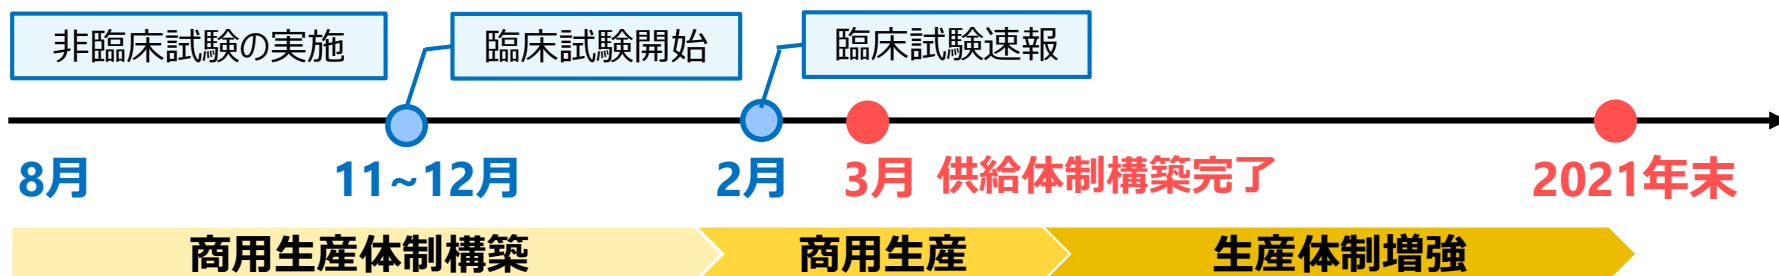 非臨床試験の実施
臨床試験開始
臨床試験速報
8月
11~12月
2月
3月 供給体制構築完了
2021年末
商用生産体制構築
商用生産
生産体制増強